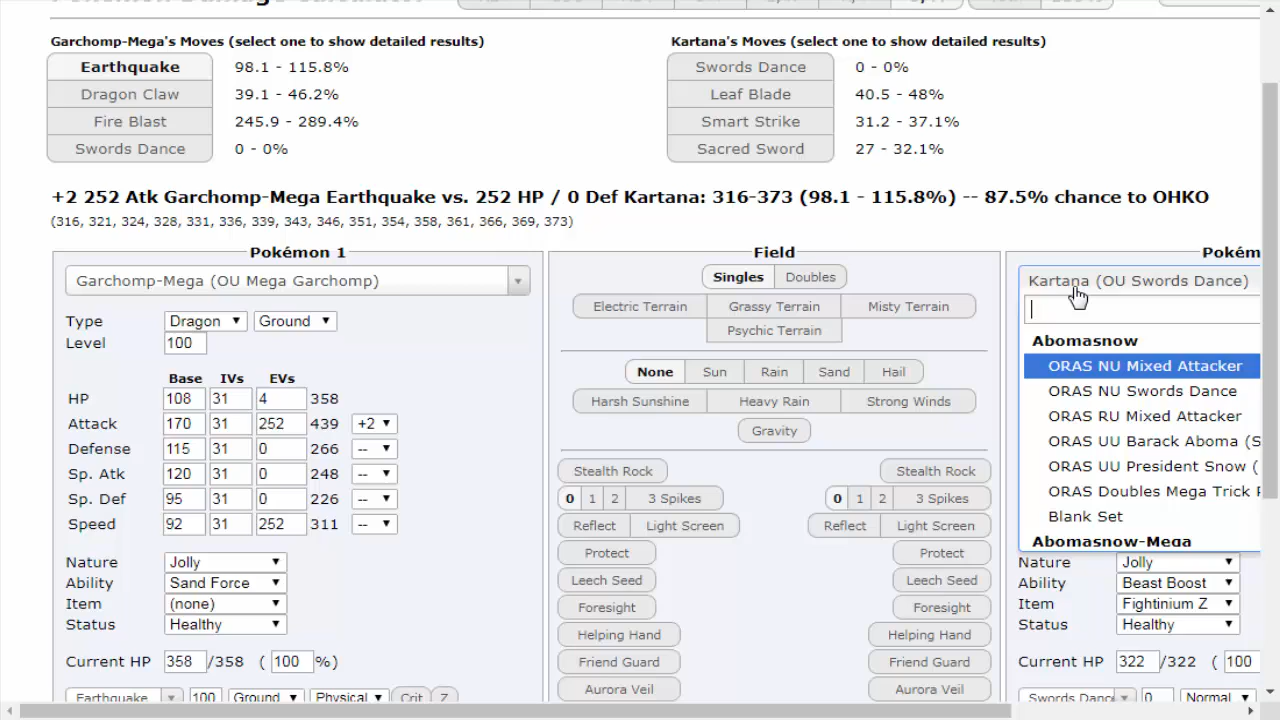 Garchomp-Mega's Moves (select one to show detailed results)
Kartana's Moves (select one to show detailed results)
Earthquake 98.1 - 115.8%
Dragon Claw 39.1 - 46.2%
Fire Blast 245.9 - 289.4%
Swords Dance 0 - 0%
Swords Dance 0 - 0%
Leaf Blade 40.5 - 48%
Smart Strike 31.2 - 37.1%
Sacred Sword 27 - 32.1%
+2 252 Atk Garchomp-Mega Earthquake vs. 252 HP / 0 Def Kartana: 316-373 (98.1 - 115.8%) -- 87.5% chance to OHKO
(316, 321, 324, 328, 331, 336, 339, 343, 346, 351, 354, 358, 361, 366, 369, 373)
Pokémon 1
Garchomp-Mega (OU Mega Garchomp)
Type Dragon Ground
Level 100
Base IVs EVs
HP 108 31 4 358
Attack 170 31 252 439 +2
Defense 115 31 0 266 --
Sp. Atk 120 31 0 248 --
Sp. Def 95 31 0 226 --
Speed 92 31 252 311 --
Nature Jolly
Ability Sand Force
Item (none)
Status Healthy
Current HP 358 /358 ( 100 %)
Earthquake 100 Ground Physical Crit Z
Field
Singles Doubles
Electric Terrain Grassy Terrain Misty Terrain
Psychic Terrain
None Sun Rain Sand Hail
Harsh Sunshine Heavy Rain Strong Winds
Gravity
Stealth Rock Stealth Rock
0 1 2 3 Spikes 0 1 2 3 Spikes
Reflect Light Screen Reflect Light Screen
Protect Protect
Leech Seed Leech Seed
Foresight Foresight
Helping Hand Helping Hand
Friend Guard Friend Guard
Aurora Veil Aurora Veil
Pokém
Kartana (OU Swords Dance)
Abomasnow
ORAS NU Mixed Attacker
ORAS NU Swords Dance
ORAS RU Mixed Attacker
ORAS UU Barack Aboma (S
ORAS UU President Snow (
ORAS Doubles Mega Trick
Blank Set
Abomasnow-Mega
Nature Jolly
Ability Beast Boost
Item Fightinium Z
Status Healthy
Current HP 322 /322 ( 100
Swords Dance 0 Normal